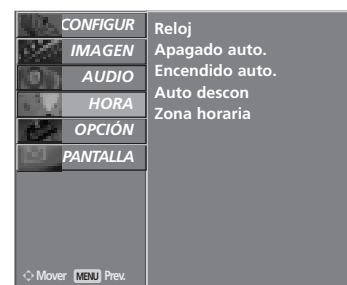 CONFIGUR
IMAGEN
AUDIO
HORA
OPCIÓN
PANTALLA
Reloj
Apagado auto.
Encendido auto.
Auto descon
Zona horaria
Mover MENU Prev.